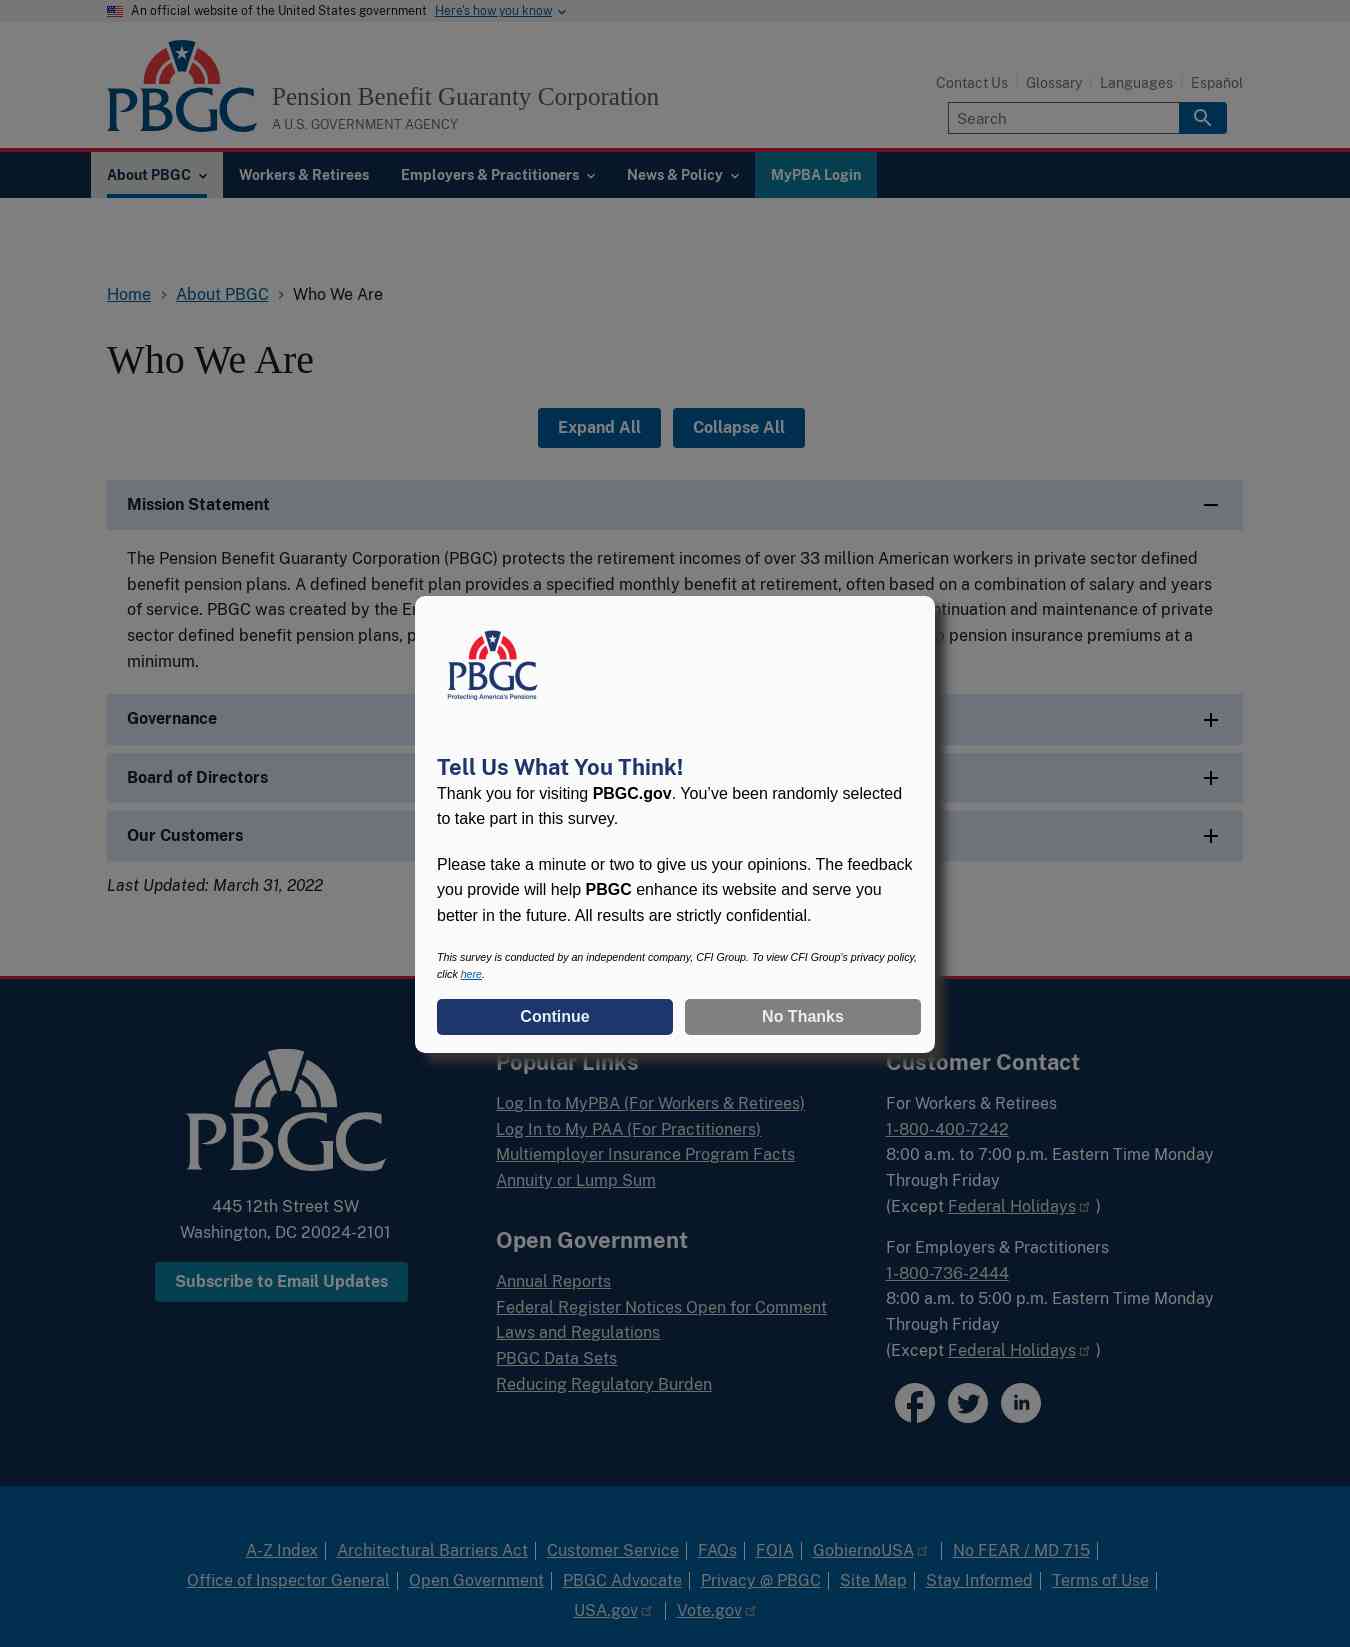 An official website of the United States government Here's how you know
PBGC
Pension Benefit Guaranty Corporation
A U.S. GOVERNMENT AGENCY
Contact Us Glossary Languages Español
Search
About PBGC Workers & Retirees Employers & Practitioners News & Policy MyPBA Login
Home About PBGC Who We Are
Who We Are
Expand All Collapse All
Mission Statement
The Pension Benefit Guaranty Corporation (PBGC) protects the retirement incomes of over 33 million American workers in private sector defined
benefit pension plans. A defined benefit plan provides a specified monthly benefit at retirement, often based on a combination of salary and years
of service. PBGC was created by the
sector defined benefit pension plans, pension insurance premiums at a
minimum.
and maintenance of private
Governance
Board of Directors
Our Customers
Last Updated: March 31, 2022
PBGC
Protecting America's Pensions
Tell Us What You Think!
Thank you for visiting PBGC.gov. You’ve been randomly selected
to take part in this survey.
Please take a minute or two to give us your opinions. The feedback
you provide will help PBGC enhance its website and serve you
better in the future. All results are strictly confidential.
This survey is conducted by an independent company, CFI Group. To view CFI Group’s privacy policy,
click here.
Continue No Thanks
PBGC
445 12th Street SW
Washington, DC 20024-2101
Subscribe to Email Updates
Popular Links
Log In to MyPBA (For Workers & Retirees)
Log In to My PAA (For Practitioners)
Multiemployer Insurance Program Facts
Annuity or Lump Sum
Open Government
Annual Reports
Federal Register Notices Open for Comment
Laws and Regulations
PBGC Data Sets
Reducing Regulatory Burden
Customer Contact
For Workers & Retirees
1-800-400-7242
8:00 a.m. to 7:00 p.m. Eastern Time Monday
Through Friday
(Except Federal Holidays )
For Employers & Practitioners
1-800-736-2444
8:00 a.m. to 5:00 p.m. Eastern Time Monday
Through Friday
(Except Federal Holidays )
in
A-Z Index Architectural Barriers Act Customer Service FAQs FOIA GobiernoUSA No FEAR / MD 715
Office of Inspector General Open Government PBGC Advocate Privacy @ PBGC Site Map Stay Informed Terms of Use
USA.gov Vote.gov